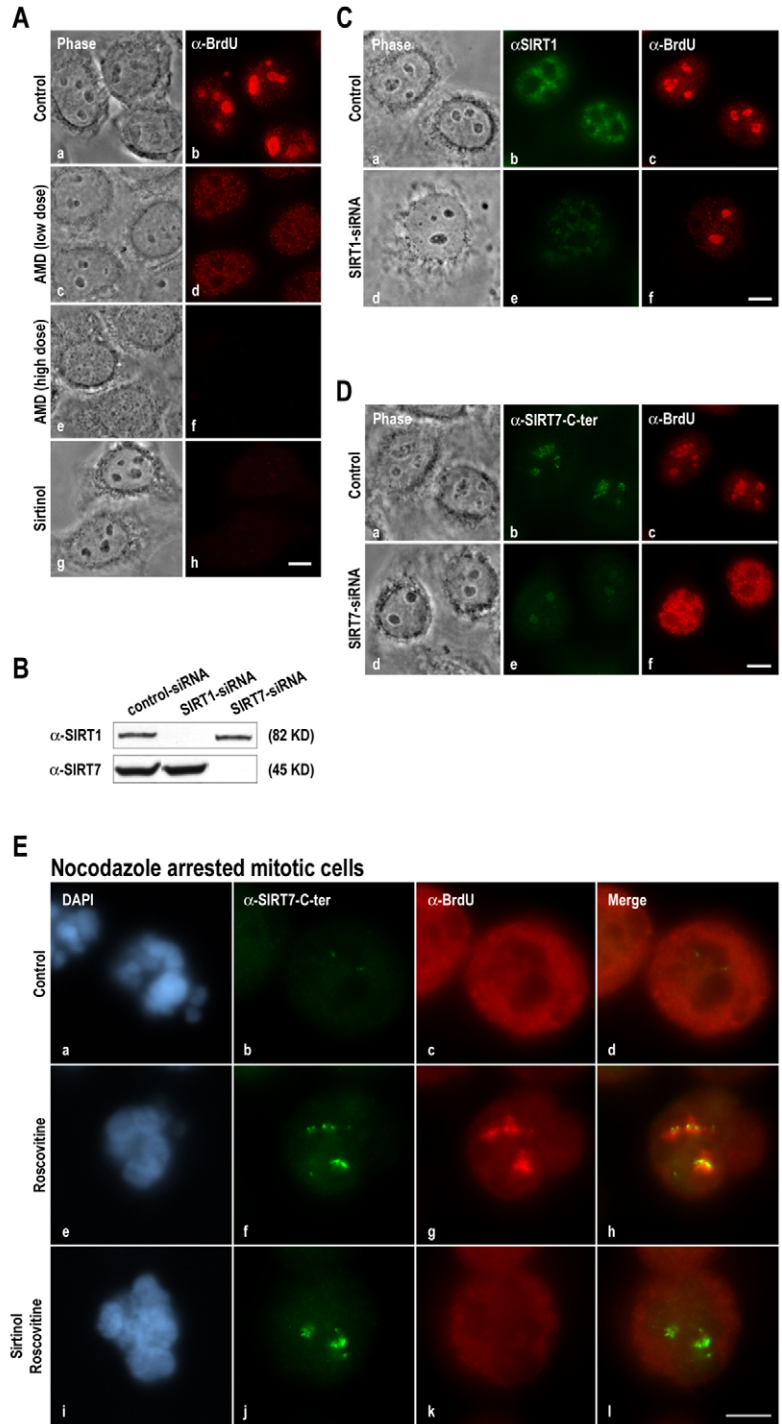 A
Phase
α-BrdU
Control
a
b
AMD (low dose)
c
d
AMD (high dose)
e
f
Sirtinol
g
h
B
control-siRNA
SIRT1-siRNA
SIRT7-siRNA
α-SIRT1
(82 KD)
α-SIRT7
(45 KD)
C
Phase
αSIRT1
α-BrdU
Control
a
b
c
SIRT1-siRNA
d
e
f
D
Phase
α-SIRT7-C-ter
α-BrdU
Control
a
b
c
SIRT7-siRNA
d
e
f
E
Nocodazole arrested mitotic cells
DAPI
α-SIRT7-C-ter
α-BrdU
Merge
Control
a
b
c
d
Roscovitine
e
f
g
h
Sirtinol
Roscovitine
i
j
k
l